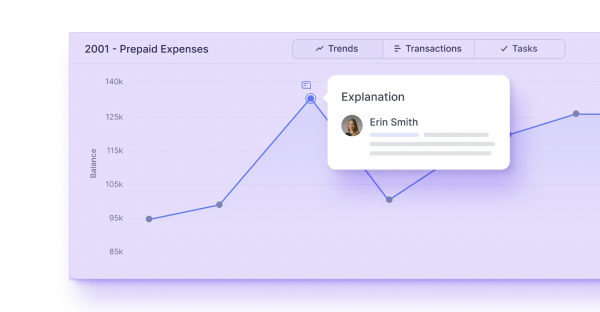 2001 - Prepaid Expenses
Trends
Transactions
Tasks
140k
125k
115k
105k
95k
85k
Balance
Explanation
Erin Smith